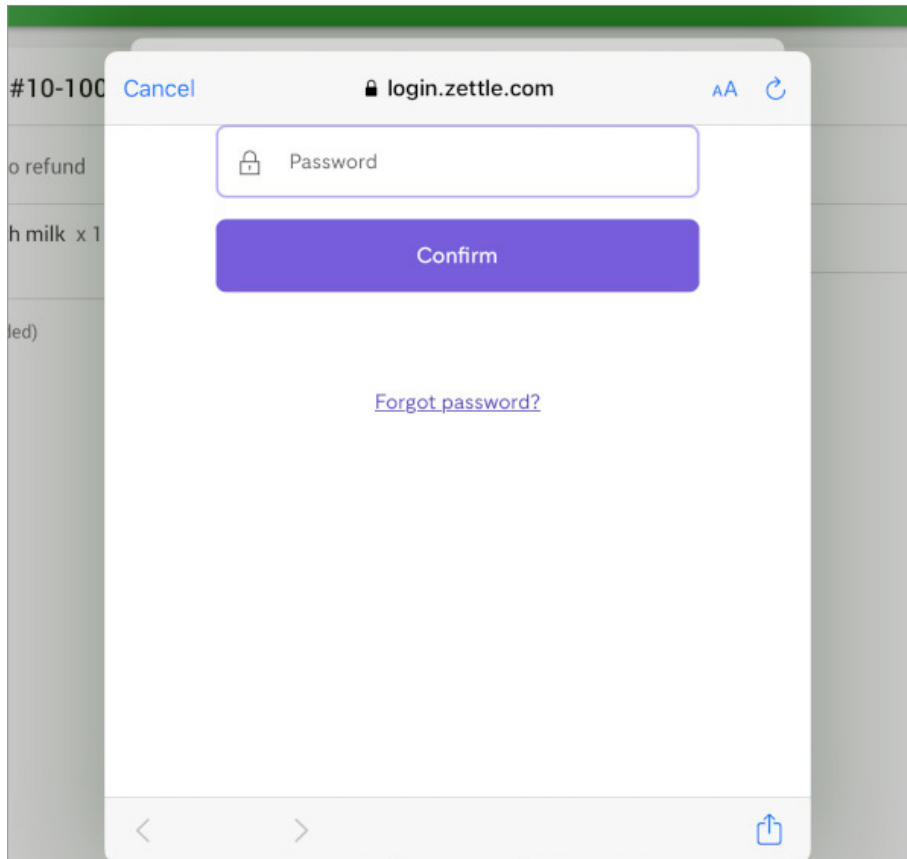 #10-100
Cancel
login.zettle.com
AA
o refund
Password
h milk x 1
Confirm
led)
Forgot password?